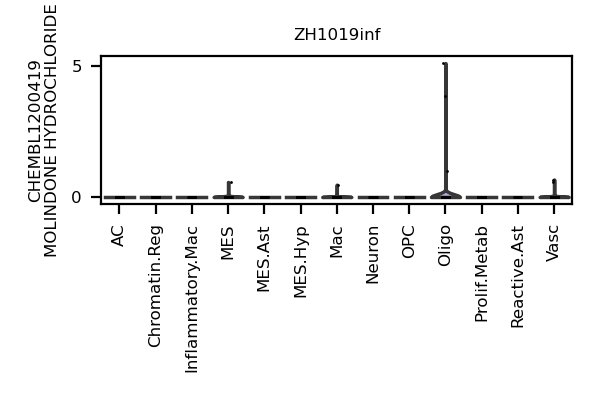 ZH1019inf
CHEMBL1200419
MOLINDONE HYDROCHLORIDE
5
0
AC
Chromatin.Reg
Inflammatory.Mac
MES
MES.Ast
MES.Hyp
Mac
Neuron
OPC
Oligo
Prolif.Metab
Reactive.Ast
Vasc